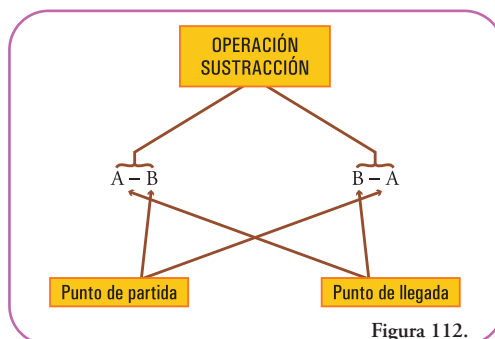 OPERACIÓN
SUSTRACCIÓN
A – B
B – A
Punto de partida
Punto de llegada
Figura 112.